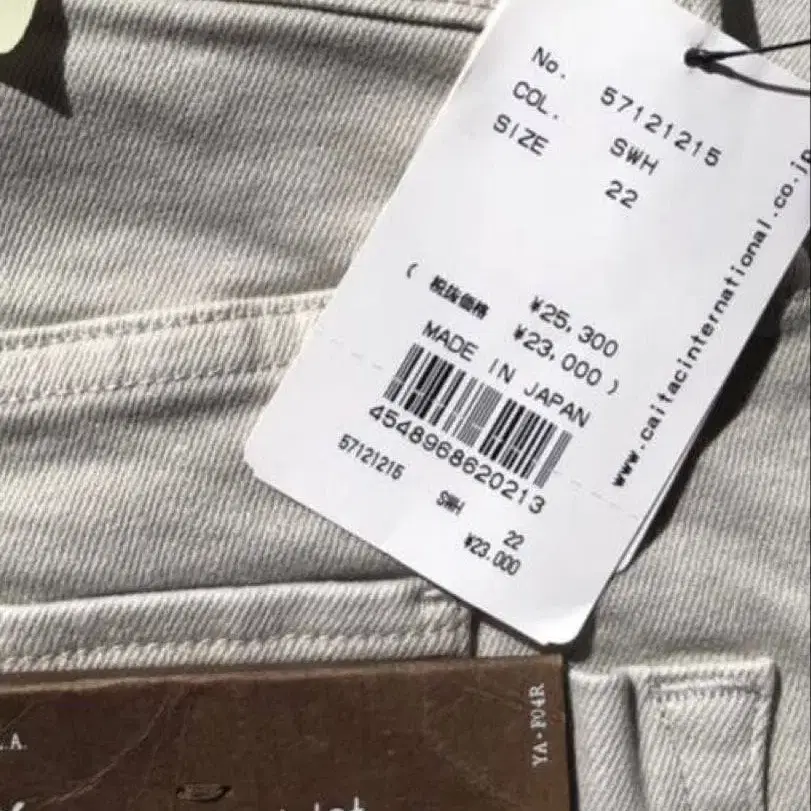 No. 57121215
COL. SWH
SIZE 22
¥25,300
( 税抜価格 ¥23,000 )
MADE IN JAPAN
4548968620213
57121215 SWH 22
¥23.000
www.caitacinternational.co.jp
.A.
YA・F04R